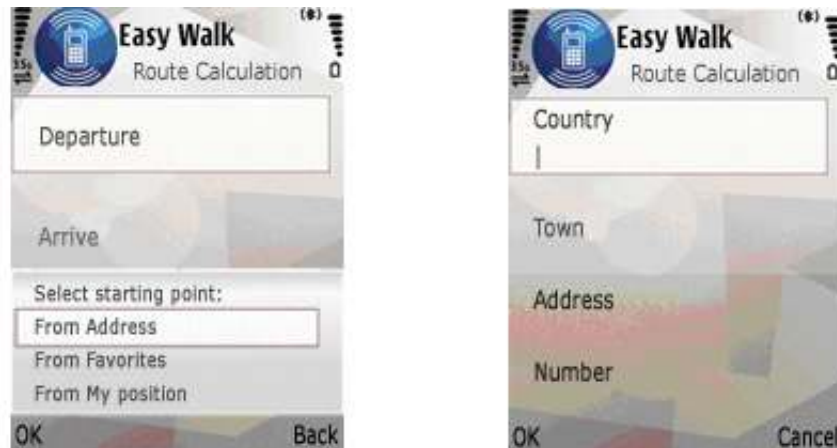 Easy Walk
Route Calculation
Departure
Arrive
Select starting point:
From Address
From Favorites
From My position
OK Back
Easy Walk
Route Calculation
Country
Town
Address
Number
OK Cancel